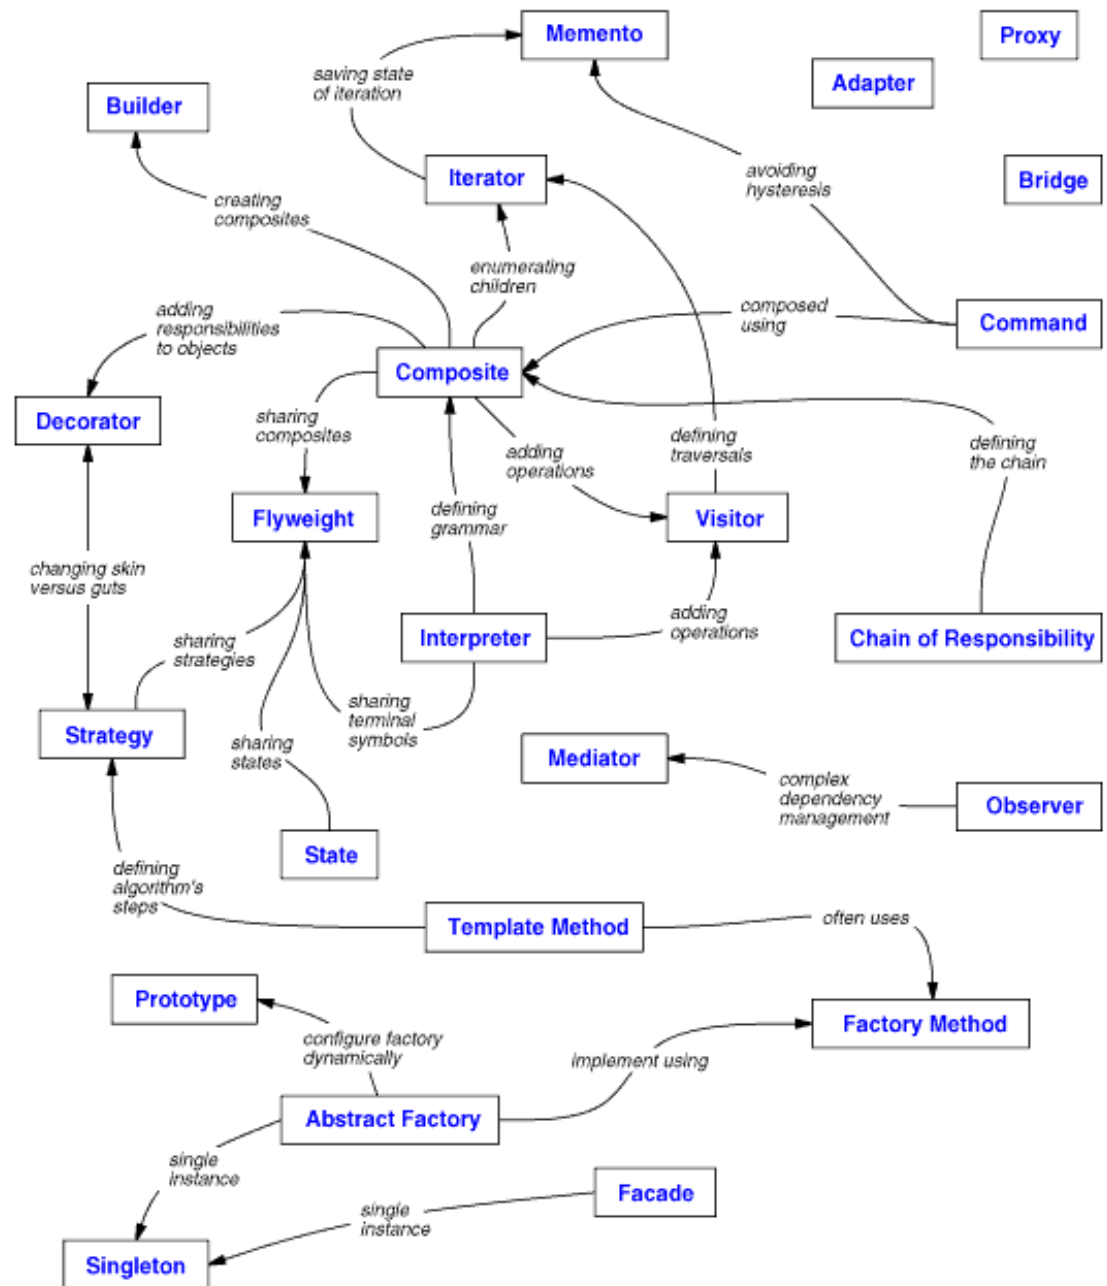 Memento
Proxy
saving state
of iteration
Adapter
Builder
Iterator
avoiding
hysteresis
Bridge
creating
composites
enumerating
children
adding
responsibilities
to objects
composed
using
Command
Composite
Decorator
sharing
composites
adding
operations
defining
traversals
defining
the chain
Flyweight
defining
grammar
Visitor
changing skin
versus guts
sharing
strategies
Interpreter
adding
operations
Chain of Responsibility
Strategy
sharing
states
sharing
terminal
symbols
Mediator
complex
dependency
management
Observer
State
defining
algorithm's
steps
Template Method
often uses
Prototype
Factory Method
configure factory
dynamically
implement using
Abstract Factory
single
instance
Facade
single
instance
Singleton